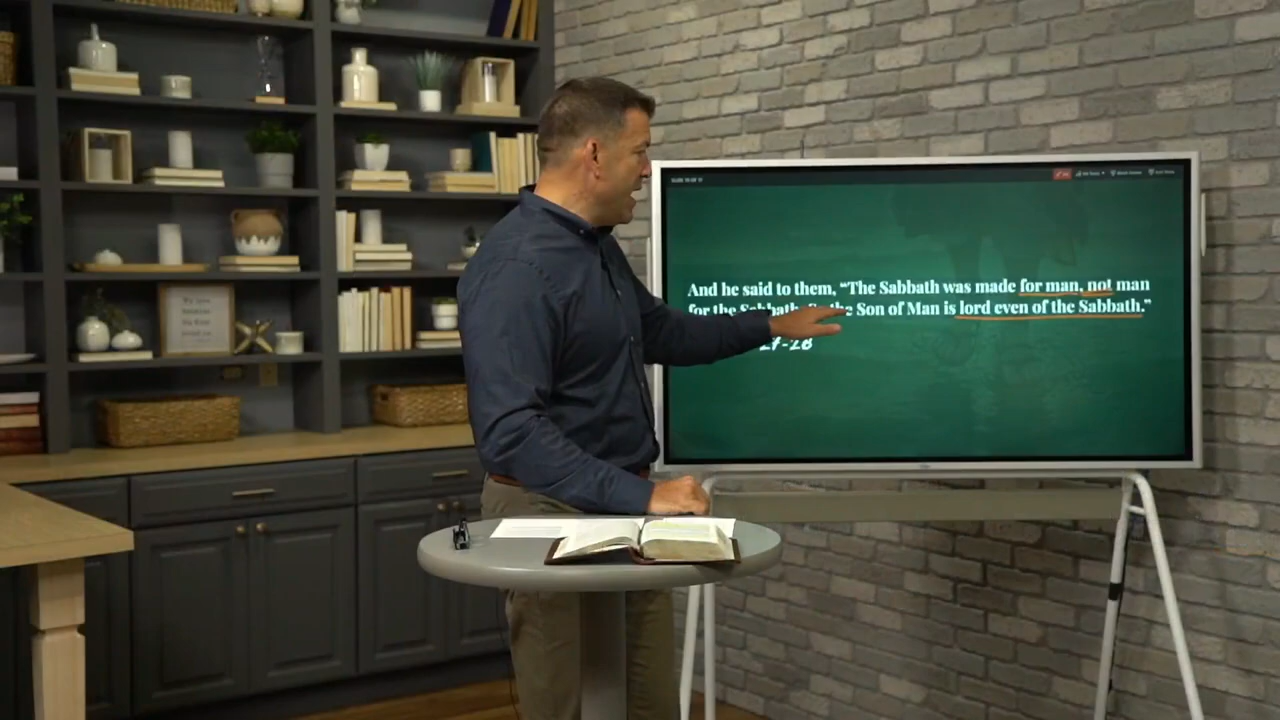 And he said to them, “The Sabbath was made for man, not man
for the Sabbath. So the Son of Man is lord even of the Sabbath.”
27-28